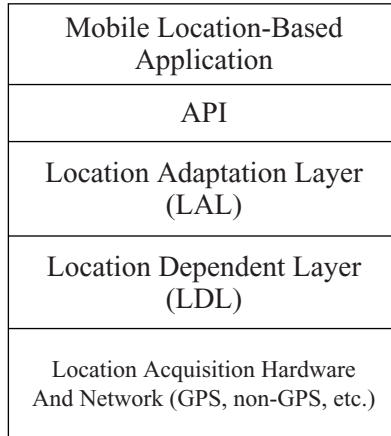 Mobile Location-Based
Application
API
Location Adaptation Layer
(LAL)
Location Dependent Layer
(LDL)
Location Acquisition Hardware
And Network (GPS, non-GPS, etc.)